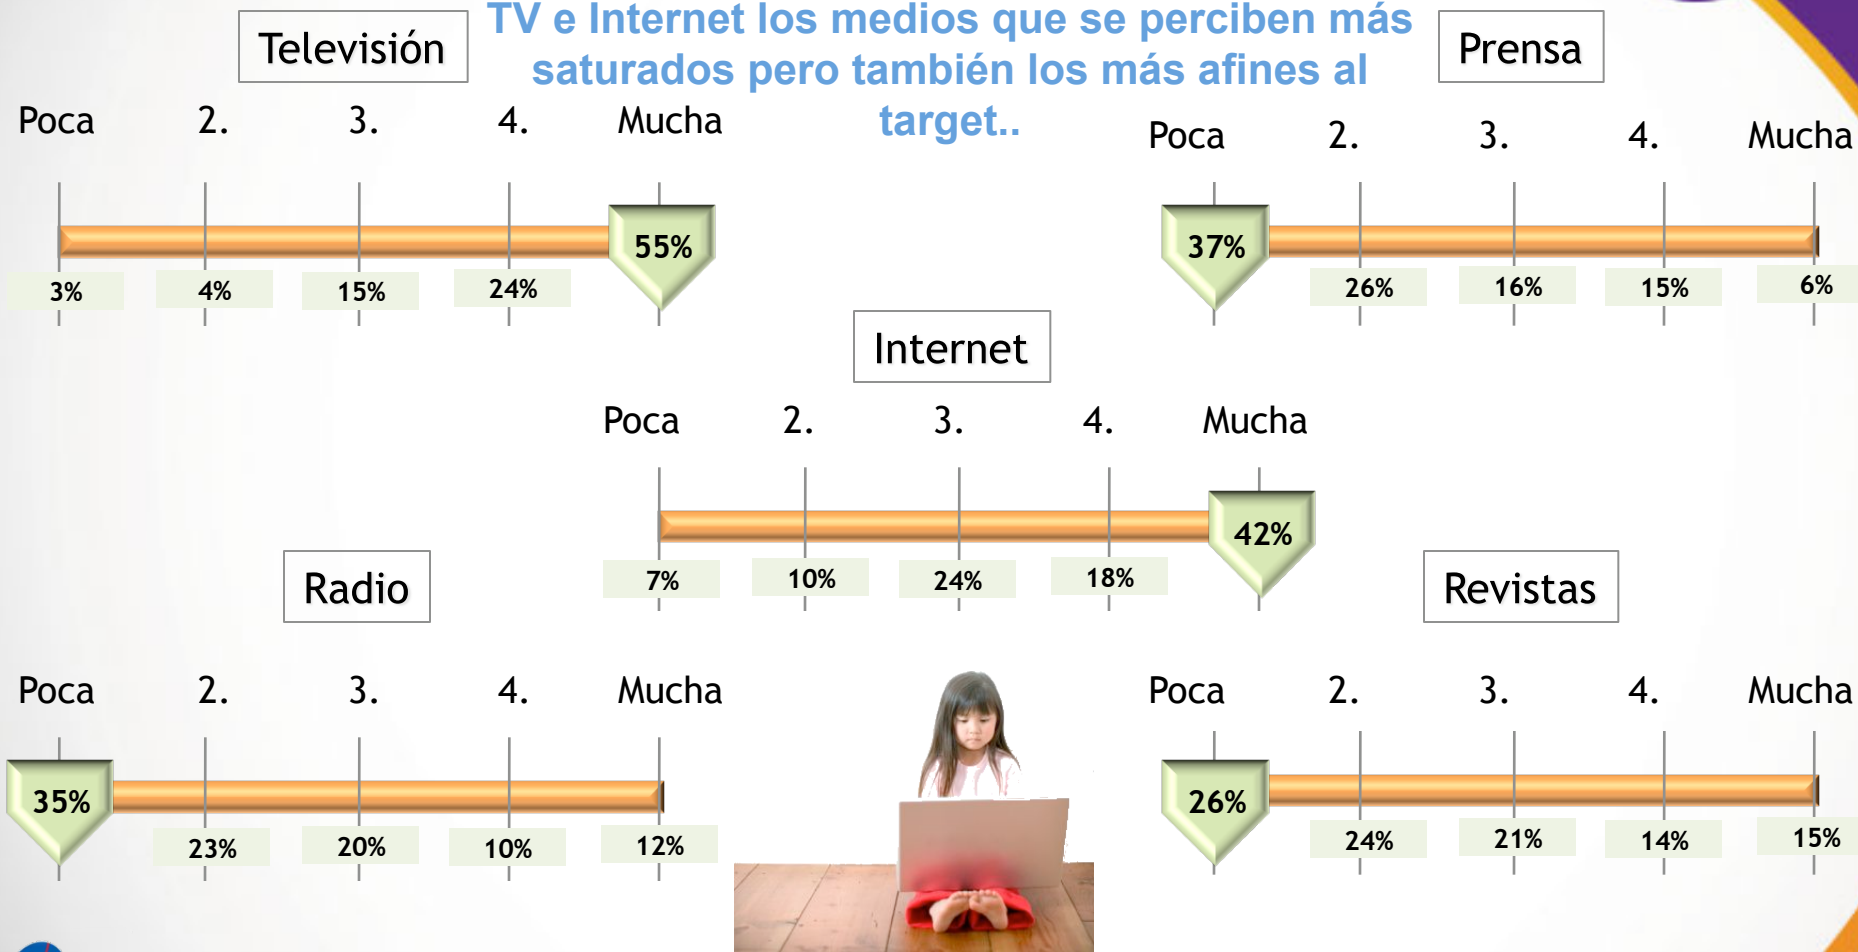 TV e Internet los medios que se perciben más
saturados pero también los más afines al
target..
Televisión
Poca 2. 3. 4. Mucha
55%
3% 4% 15% 24%
Prensa
Poca 2. 3. 4. Mucha
37%
26% 16% 15% 6%
Internet
Poca 2. 3. 4. Mucha
42%
7% 10% 24% 18%
Radio
Poca 2. 3. 4. Mucha
35%
23% 20% 10% 12%
Revistas
Poca 2. 3. 4. Mucha
26%
24% 21% 14% 15%